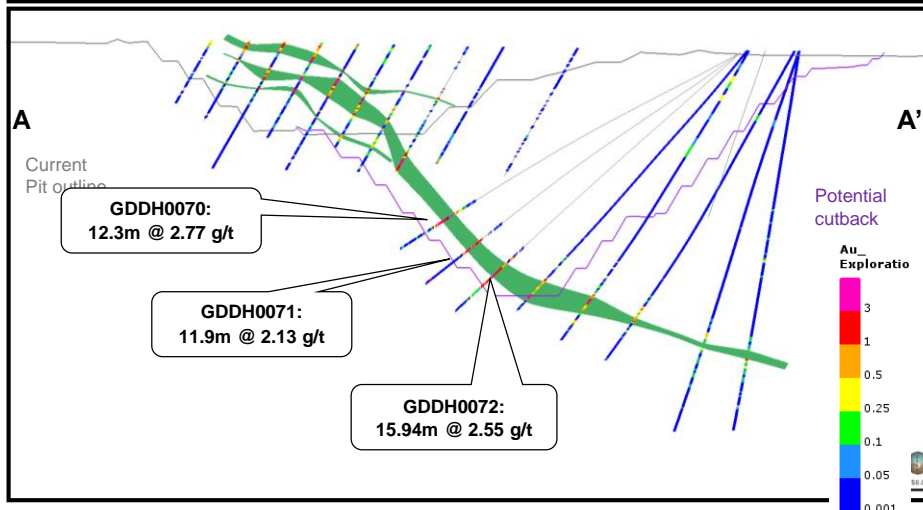 A
A'
Current
Pit outline
GDDH0070:
12.3m @ 2.77 g/t
Potential
cutback
GDDH0071:
11.9m @ 2.13 g/t
GDDH0072:
15.94m @ 2.55 g/t
Au_
Exploratio
3
1
0.5
0.25
0.1
0.05
0.001